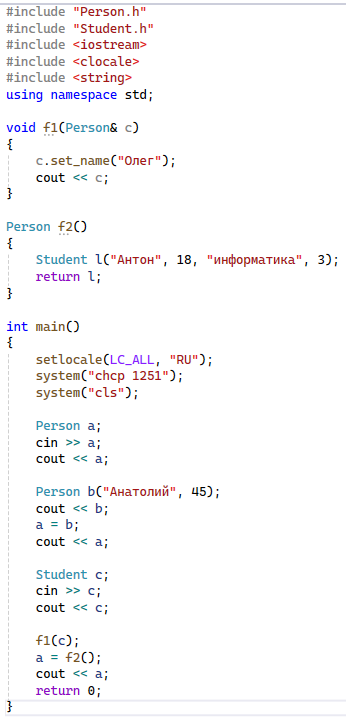 #include "Person.h"
#include "Student.h"
#include <iostream>
#include <clocale>
#include <string>
using namespace std;

void f1(Person& c)
{
    c.set_name("Олег");
    cout << c;
}

Person f2()
{
    Student l("Антон", 18, "информатика", 3);
    return l;
}

int main()
{
    setlocale(LC_ALL, "RU");
    system("chcp 1251");
    system("cls");

    Person a;
    cin >> a;
    cout << a;

    Person b("Анатолий", 45);
    cout << b;
    a = b;
    cout << a;

    Student c;
    cin >> c;
    cout << c;

    f1(c);
    a = f2();
    cout << a;
    return 0;
}